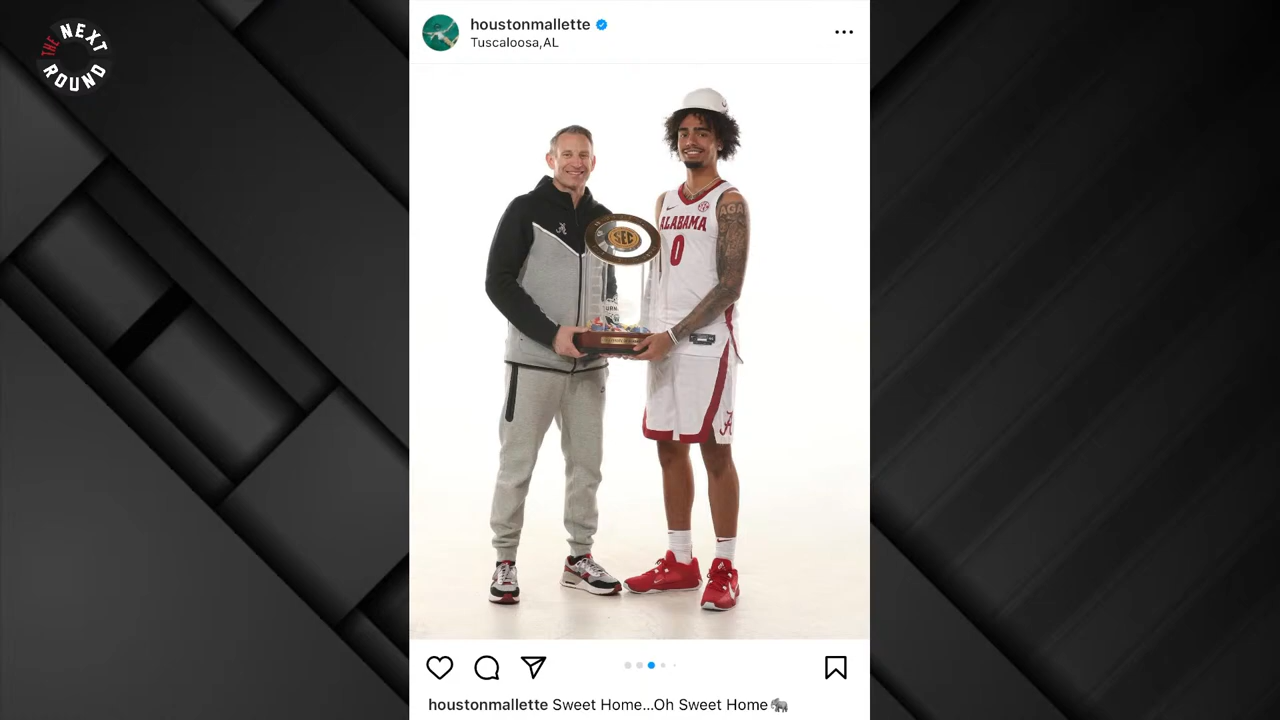 THE NEXT ROUND
houstonmallette
Tuscaloosa,AL
SEC
AGA
ALABAMA
0
houstonmallette Sweet Home...Oh Sweet Home🐘